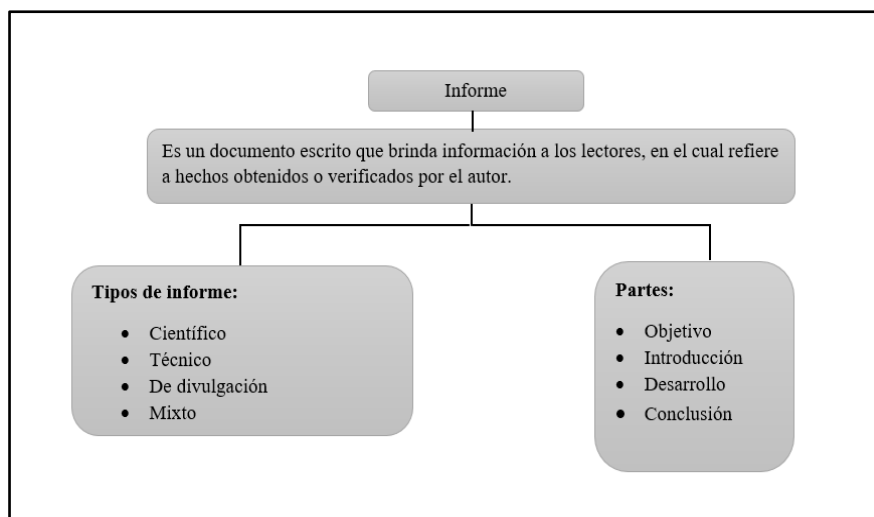 Informe
Es un documento escrito que brinda información a los lectores, en el cual refiere
a hechos obtenidos o verificados por el autor.
Tipos de informe:
• Científico
• Técnico
• De divulgación
• Mixto
Partes:
• Objetivo
• Introducción
• Desarrollo
• Conclusión